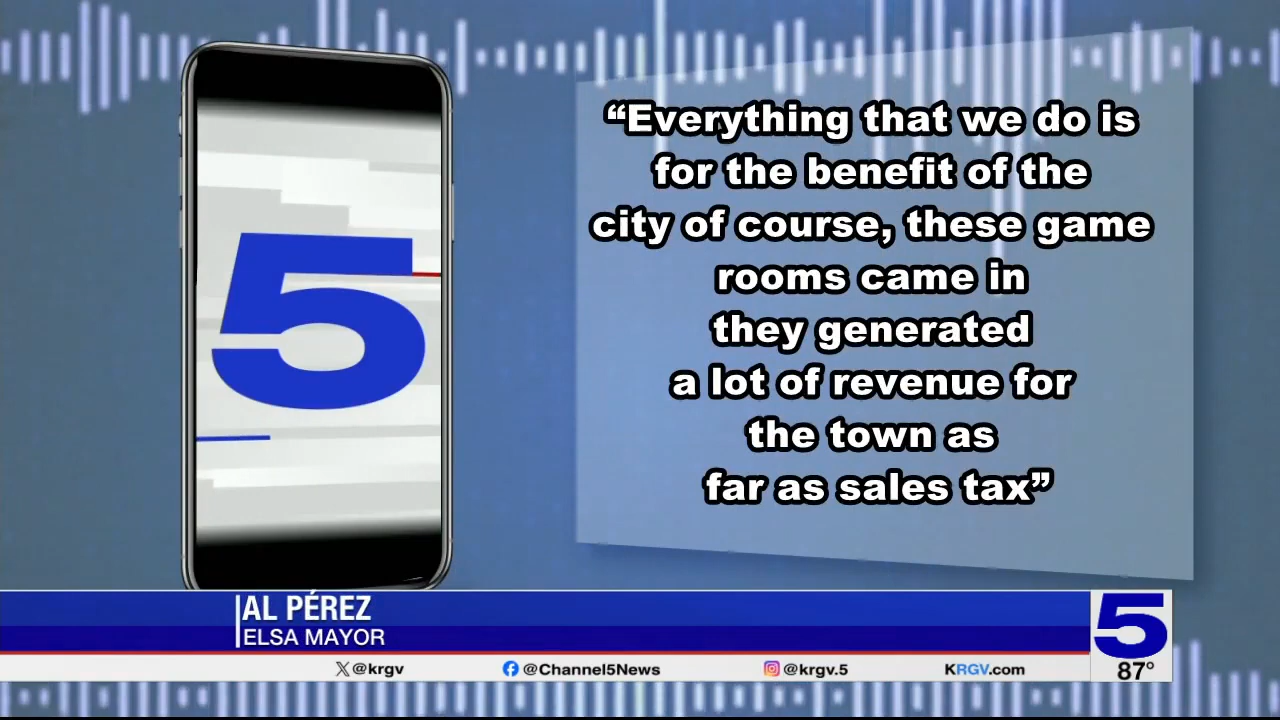 “Everything that we do is
for the benefit of the
city of course, these game
rooms came in
they generated
a lot of revenue for
the town as
far as sales tax”
5
AL PÉREZ
ELSA MAYOR
5
X @krgv
@Channel5News
@krgv.5
KRGV.com
87°